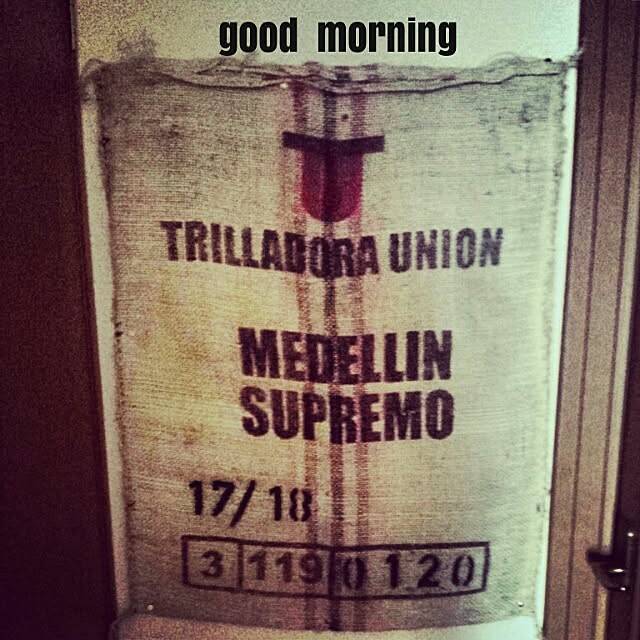 good morning
TRILLADORA UNION
MEDELLIN
SUPREMO
17/18
3 119 0120